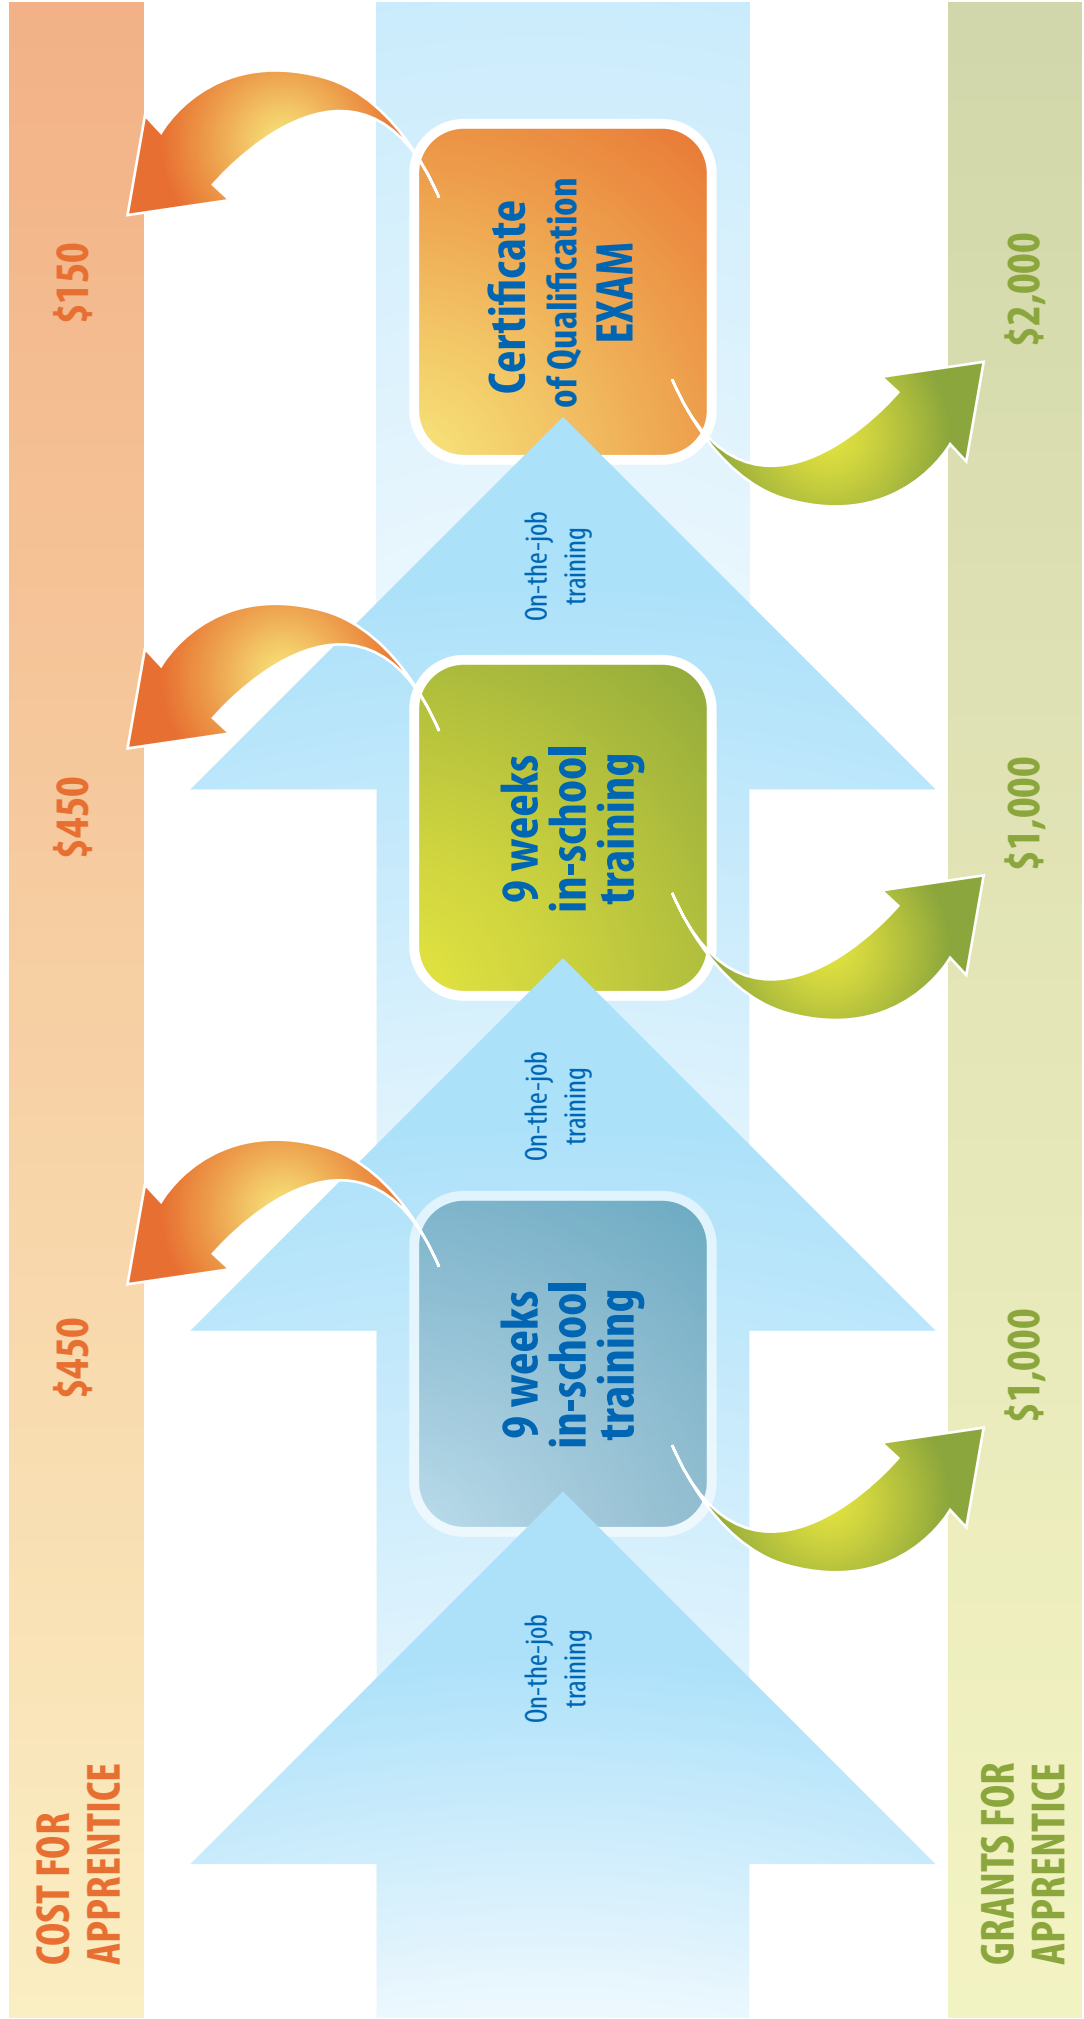 COST FOR
APPRENTICE
$450
$450
$150
On-the-job
training
9 weeks
in-school
training
On-the-job
training
9 weeks
in-school
training
On-the-job
training
Certificate
of Qualification
EXAM
GRANTS FOR
APPRENTICE
$1,000
$1,000
$2,000